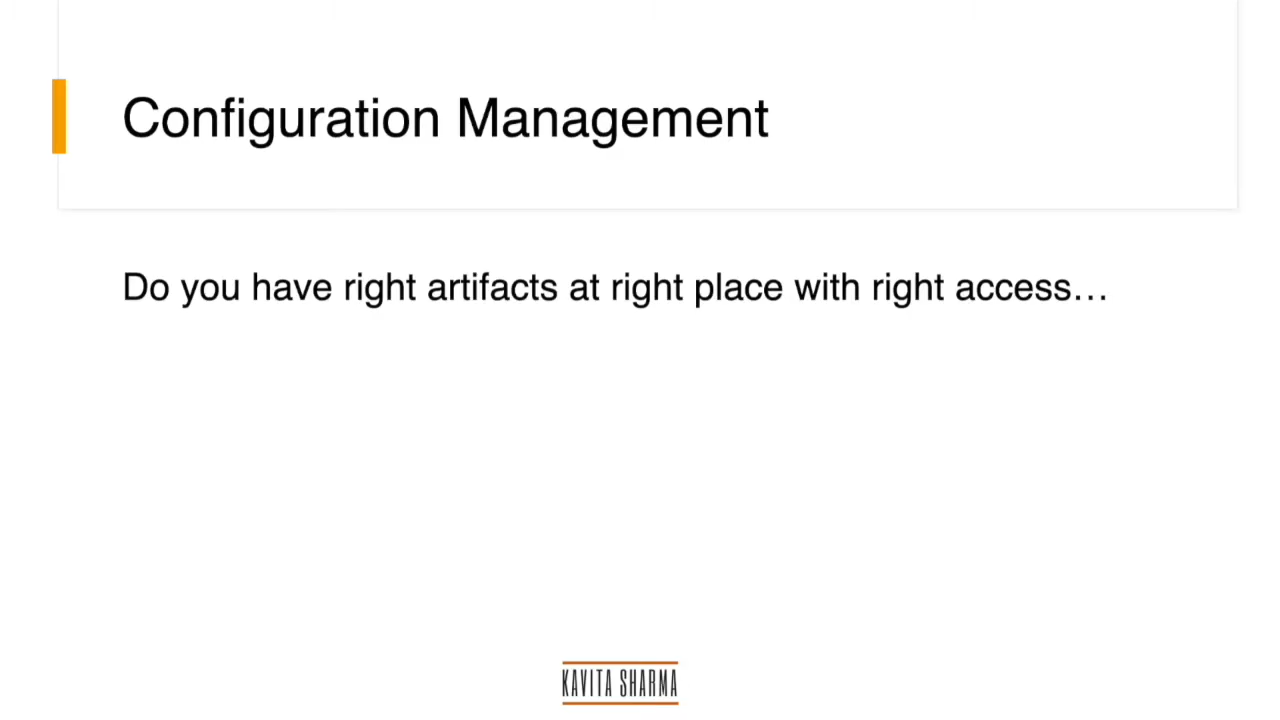 Configuration Management
Do you have right artifacts at right place with right access…
KAVITA SHARMA